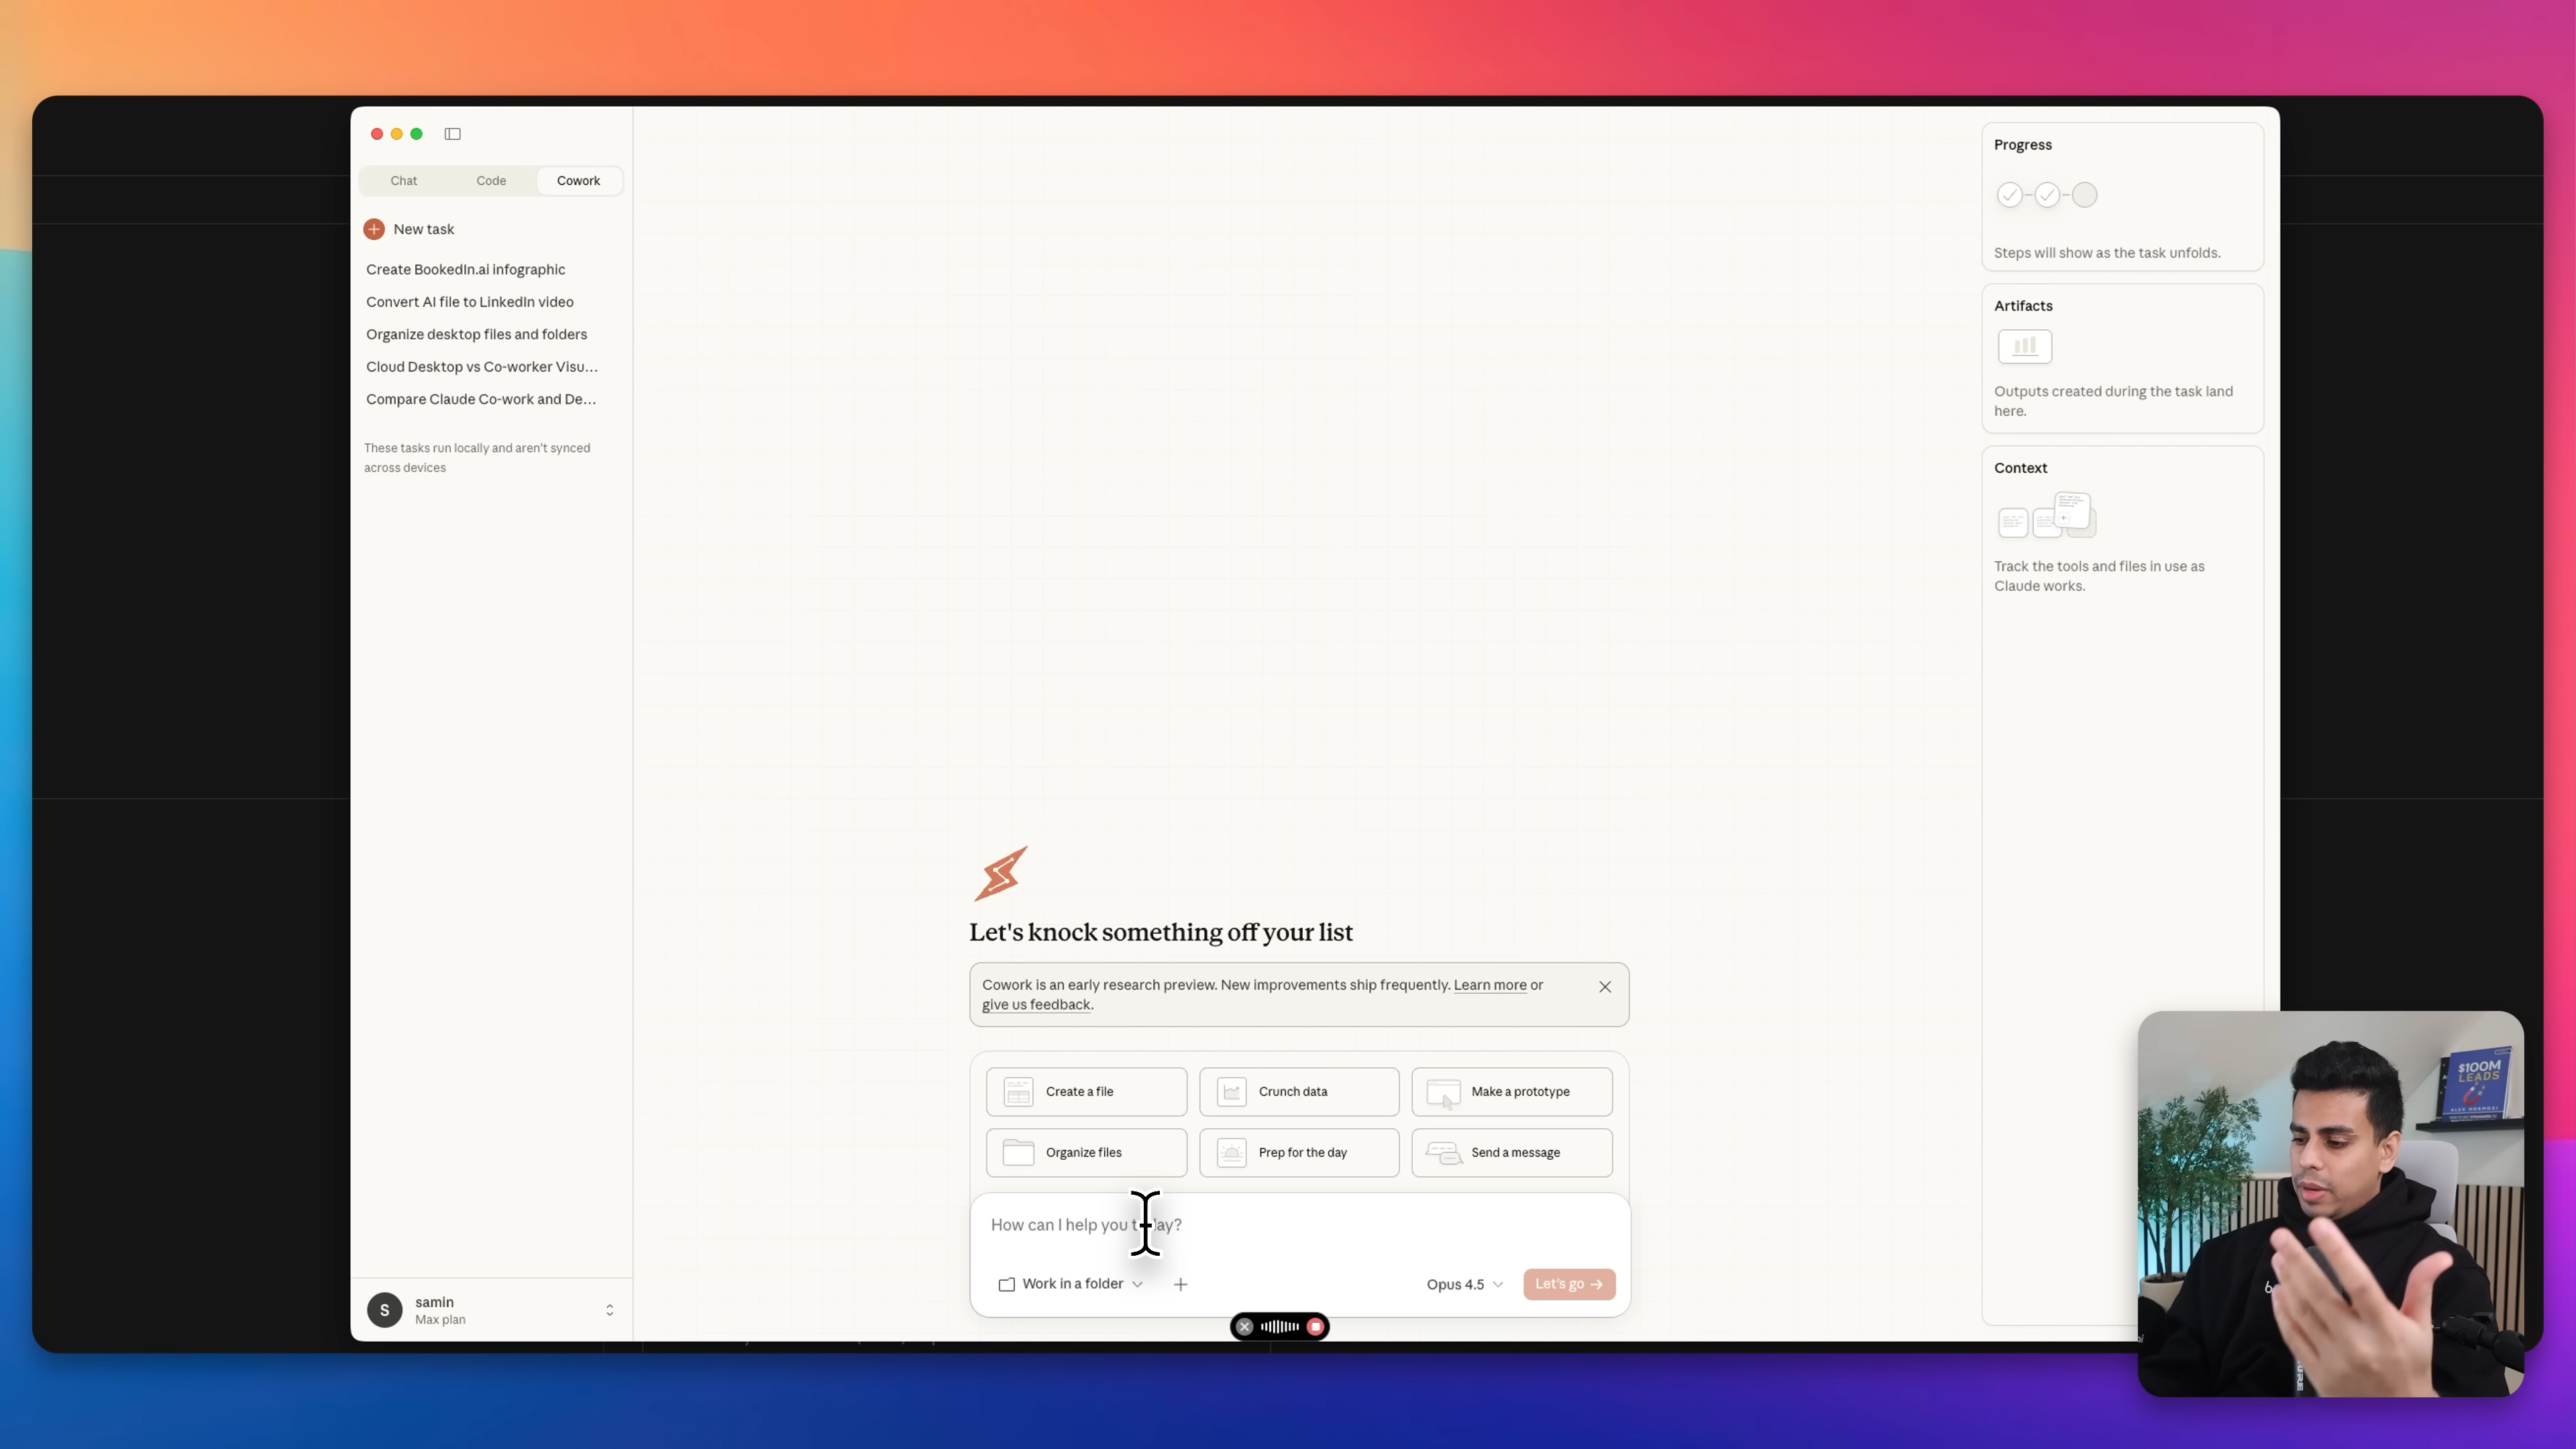 Chat
Code
Cowork
New task
Create BookedIn.ai infographic
Convert AI file to LinkedIn video
Organize desktop files and folders
Cloud Desktop vs Co-worker Visu...
Compare Claude Co-work and De...
These tasks run locally and aren't synced
across devices
S
samin
Max plan
Let's knock something off your list
Cowork is an early research preview. New improvements ship frequently. Learn more or
give us feedback.
Create a file
Crunch data
Make a prototype
Organize files
Prep for the day
Send a message
How can I help you t lay?
Work in a folder
Opus 4.5
Let's go
Progress
Steps will show as the task unfolds.
Artifacts
Outputs created during the task land
here.
Context
Track the tools and files in use as
Claude works.
$100M
LEADS
ALEX HORMOZI